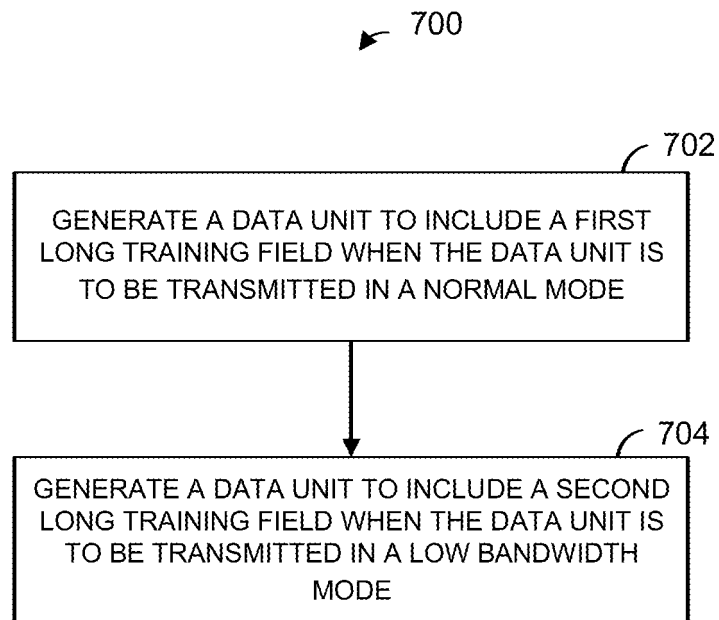 700
702
GENERATE A DATA UNIT TO INCLUDE A FIRST
LONG TRAINING FIELD WHEN THE DATA UNIT IS
TO BE TRANSMITTED IN A NORMAL MODE
704
GENERATE A DATA UNIT TO INCLUDE A SECOND
LONG TRAINING FIELD WHEN THE DATA UNIT IS
TO BE TRANSMITTED IN A LOW BANDWIDTH
MODE